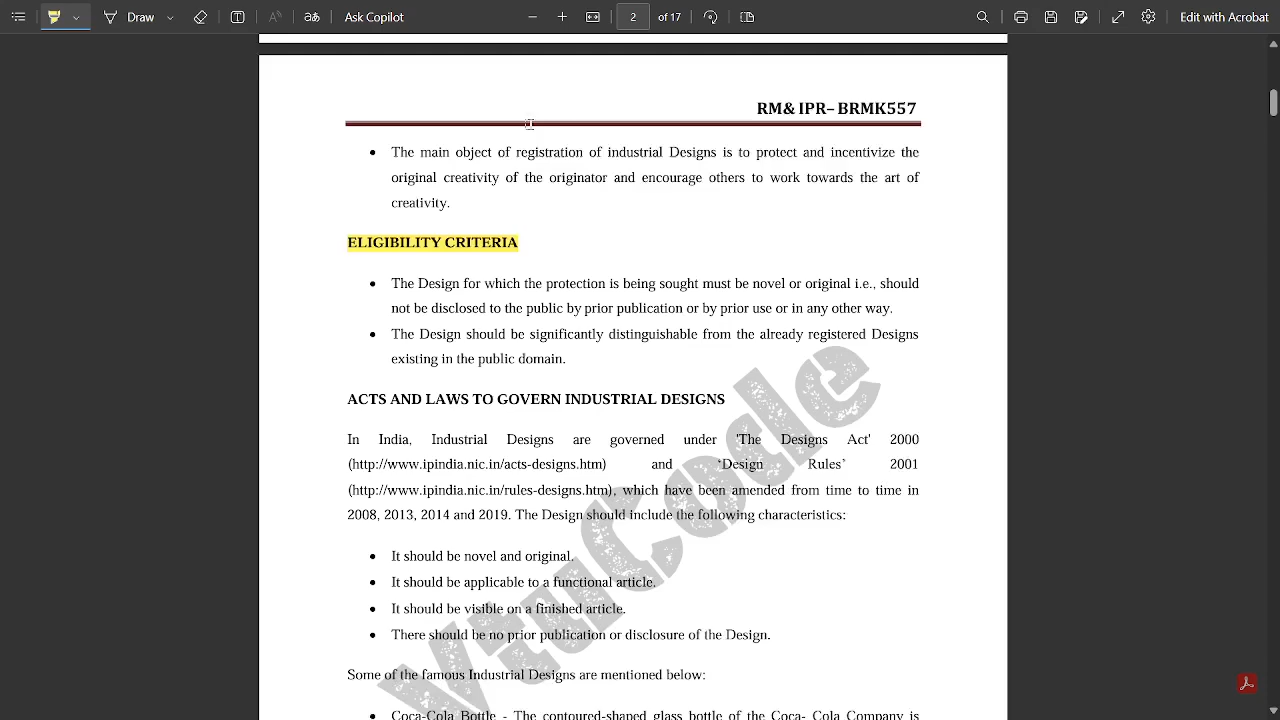 Draw
Ask Copilot
2
of 17
Edit with Acrobat
RM& IPR– BRMK557
• The main object of registration of industrial Designs is to protect and incentivize the
original creativity of the originator and encourage others to work towards the art of
creativity.
ELIGIBILITY CRITERIA
• The Design for which the protection is being sought must be novel or original i.e., should
not be disclosed to the public by prior publication or by prior use or in any other way.
• The Design should be significantly distinguishable from the already registered Designs
existing in the public domain.
ACTS AND LAWS TO GOVERN INDUSTRIAL DESIGNS
In India, Industrial Designs are governed under 'The Designs Act' 2000
(http://www.ipindia.nic.in/acts-designs.htm) and ‘Design Rules’ 2001
(http://www.ipindia.nic.in/rules-designs.htm), which have been amended from time to time in
2008, 2013, 2014 and 2019. The Design should include the following characteristics:
• It should be novel and original.
• It should be applicable to a functional article.
• It should be visible on a finished article.
• There should be no prior publication or disclosure of the Design.
Some of the famous Industrial Designs are mentioned below:
• Coca-Cola Bottle - The contoured-shaped glass bottle of the Coca- Cola Company is
VtuCode